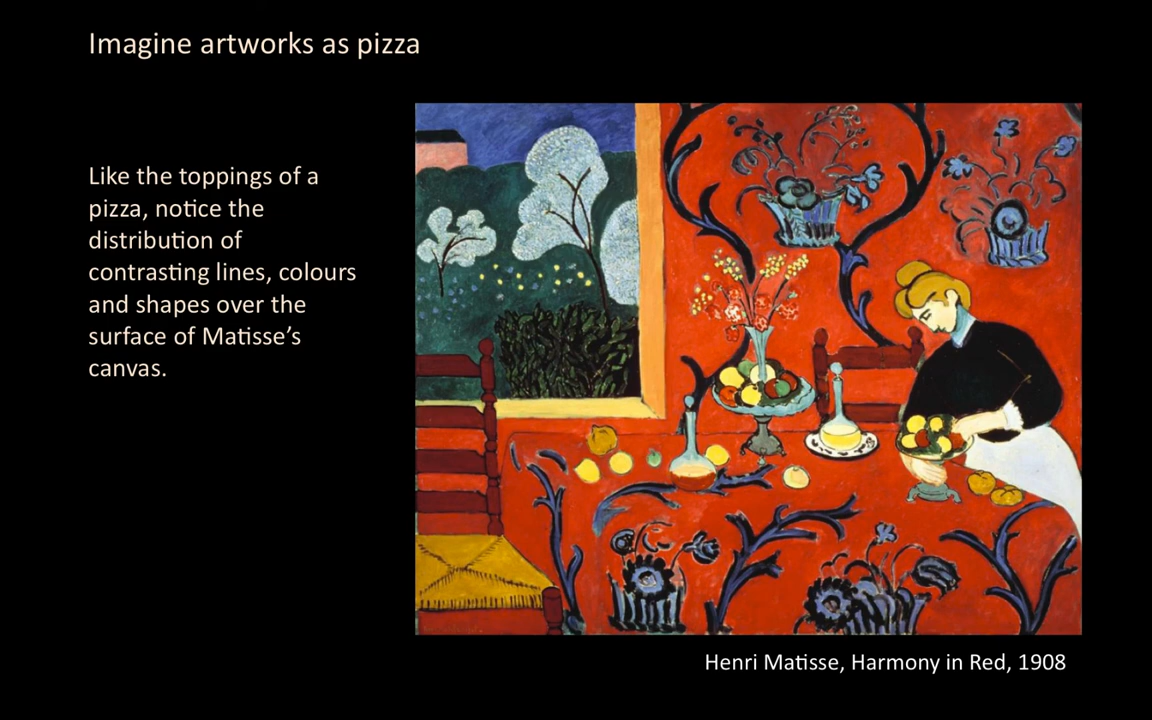 Imagine artworks as pizza
Like the toppings of a
pizza, notice the
distribution of
contrasting lines, colours
and shapes over the
surface of Matisse’s
canvas.
Henri Matisse, Harmony in Red, 1908